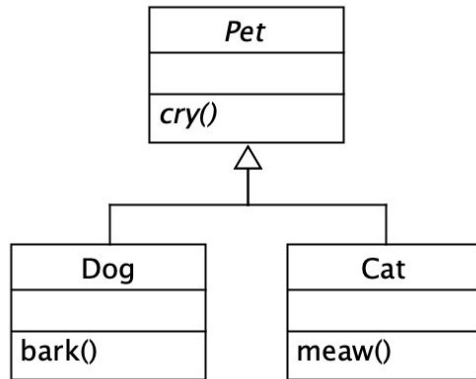 Pet
cry()
Dog
Cat
bark()
meaw()